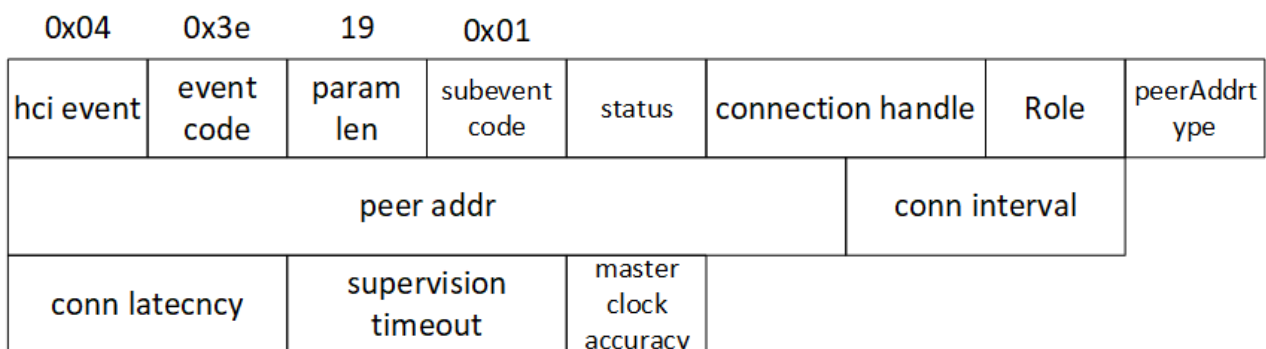 0x04 0x3e 19 0x01
hci event
event
code
param
len
subevent
code
status
connection handle
Role
peerAddrt
ype
peer addr
conn interval
conn latecncy
supervision
timeout
master
clock
accuracy